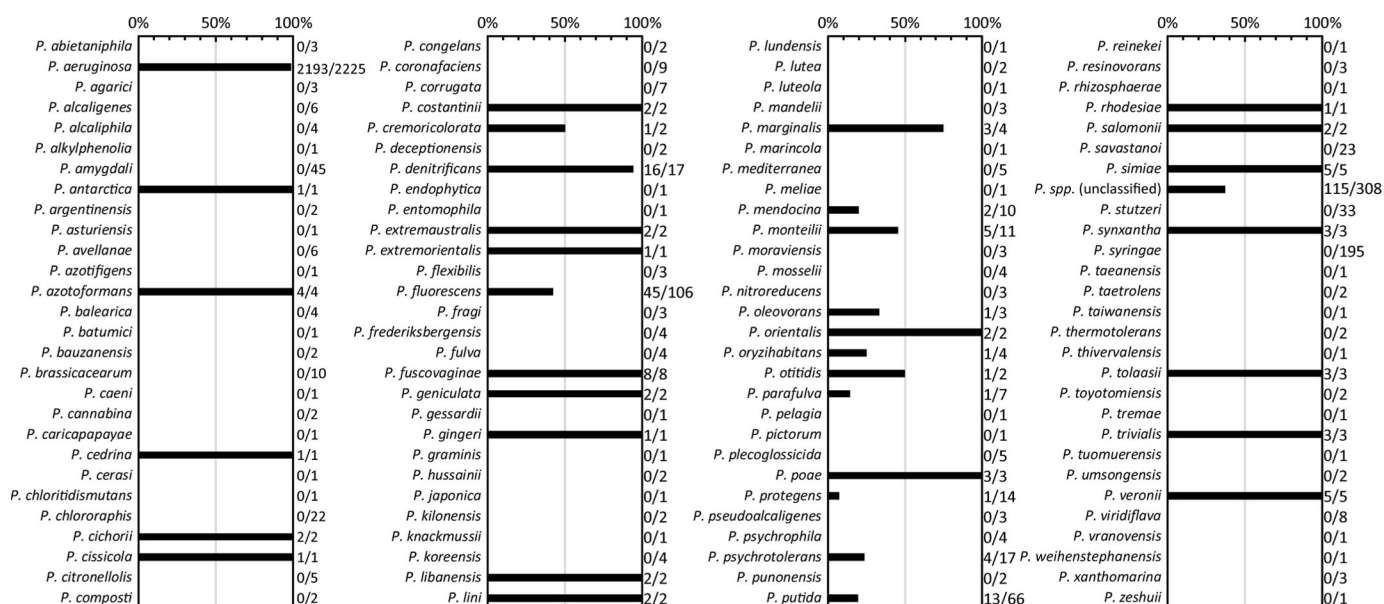 0% 50% 100%
P. abietaniphila 0/3
P. aeruginosa 2193/2225
P. agarici 0/3
P. alcaligenes 0/6
P. alcaliphila 0/4
P. alkylphenolia 0/1
P. amygdali 0/45
P. antarctica 1/1
P. argentinensis 0/2
P. asturiensis 0/1
P. avellanae 0/6
P. azotifigens 0/1
P. azotoformans 4/4
P. balearica 0/4
P. batumici 0/1
P. bauzanensis 0/2
P. brassicacearum 0/10
P. caeni 0/1
P. cannabina 0/2
P. caricapapayae 0/1
P. cedrina 1/1
P. cerasi 0/1
P. chloritidismutans 0/1
P. chlororaphis 0/22
P. cichorii 2/2
P. cissicola 1/1
P. citronellolis 0/5
P. composti 0/2
0% 50% 100%
P. congelans 0/2
P. coronafaciens 0/9
P. corrugata 0/7
P. costantinii 2/2
P. cremoricolorata 1/2
P. deceptionensis 0/2
P. denitrificans 16/17
P. endophytica 0/1
P. entomophila 0/1
P. extremaustralis 2/2
P. extremorientalis 1/1
P. flexibilis 0/3
P. fluorescens 45/106
P. fragi 0/3
P. frederiksbergensis 0/4
P. fulva 0/4
P. fuscovaginae 8/8
P. geniculata 2/2
P. gessardii 0/1
P. gingeri 1/1
P. graminis 0/1
P. hussainii 0/2
P. japonica 0/1
P. kilonensis 0/2
P. knackmussii 0/1
P. koreensis 0/4
P. libanensis 2/2
P. lini 2/2
0% 50% 100%
P. lundensis 0/1
P. lutea 0/2
P. luteola 0/1
P. mandelii 0/3
P. marginalis 3/4
P. marincola 0/1
P. mediterranea 0/5
P. meliae 0/1
P. mendocina 2/10
P. monteilii 5/11
P. moraviensis 0/3
P. mosselii 0/4
P. nitroreducens 0/3
P. oleovorans 1/3
P. orientalis 2/2
P. oryzihabitans 1/4
P. otitidis 1/2
P. parafulva 1/7
P. pelagia 0/1
P. pictorum 0/1
P. plecoglossicida 0/5
P. poae 3/3
P. protegens 1/14
P. pseudoalcaligenes 0/3
P. psychrophila 0/4
P. psychrotolerans 4/17
P. punonensis 0/2
P. putida 13/66
0% 50% 100%
P. reinekei 0/1
P. resinovorans 0/3
P. rhizosphaerae 0/1
P. rhodesiae 1/1
P. salomonii 2/2
P. savastanoi 0/23
P. simiae 5/5
P. spp. (unclassified) 115/308
P. stutzeri 0/33
P. synxantha 3/3
P. syringae 0/195
P. taeanensis 0/1
P. taetrolens 0/2
P. taiwanensis 0/1
P. thermotolerans 0/2
P. thivervalensis 0/1
P. tolaasii 3/3
P. toyotomiensis 0/2
P. tremae 0/1
P. trivialis 3/3
P. tuomuerensis 0/1
P. umsongensis 0/2
P. veronii 5/5
P. viridiflava 0/8
P. vranovensis 0/1
P. weihenstephanensis 0/1
P. xanthomarina 0/3
P. zeshuii 0/1